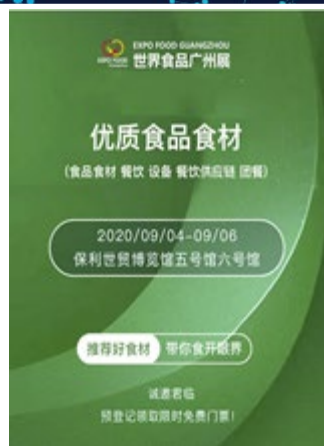 EXPO FOOD GUANGZHOU
世界食品广州展
优质食品食材
(食品食材 餐饮 设备 餐饮供应链 团餐)
2020/09/04-09/06
保利世贸博览馆五号馆六号馆
推荐好食材 带你食开眼界
诚邀君临
预登记领取限时免费门票!